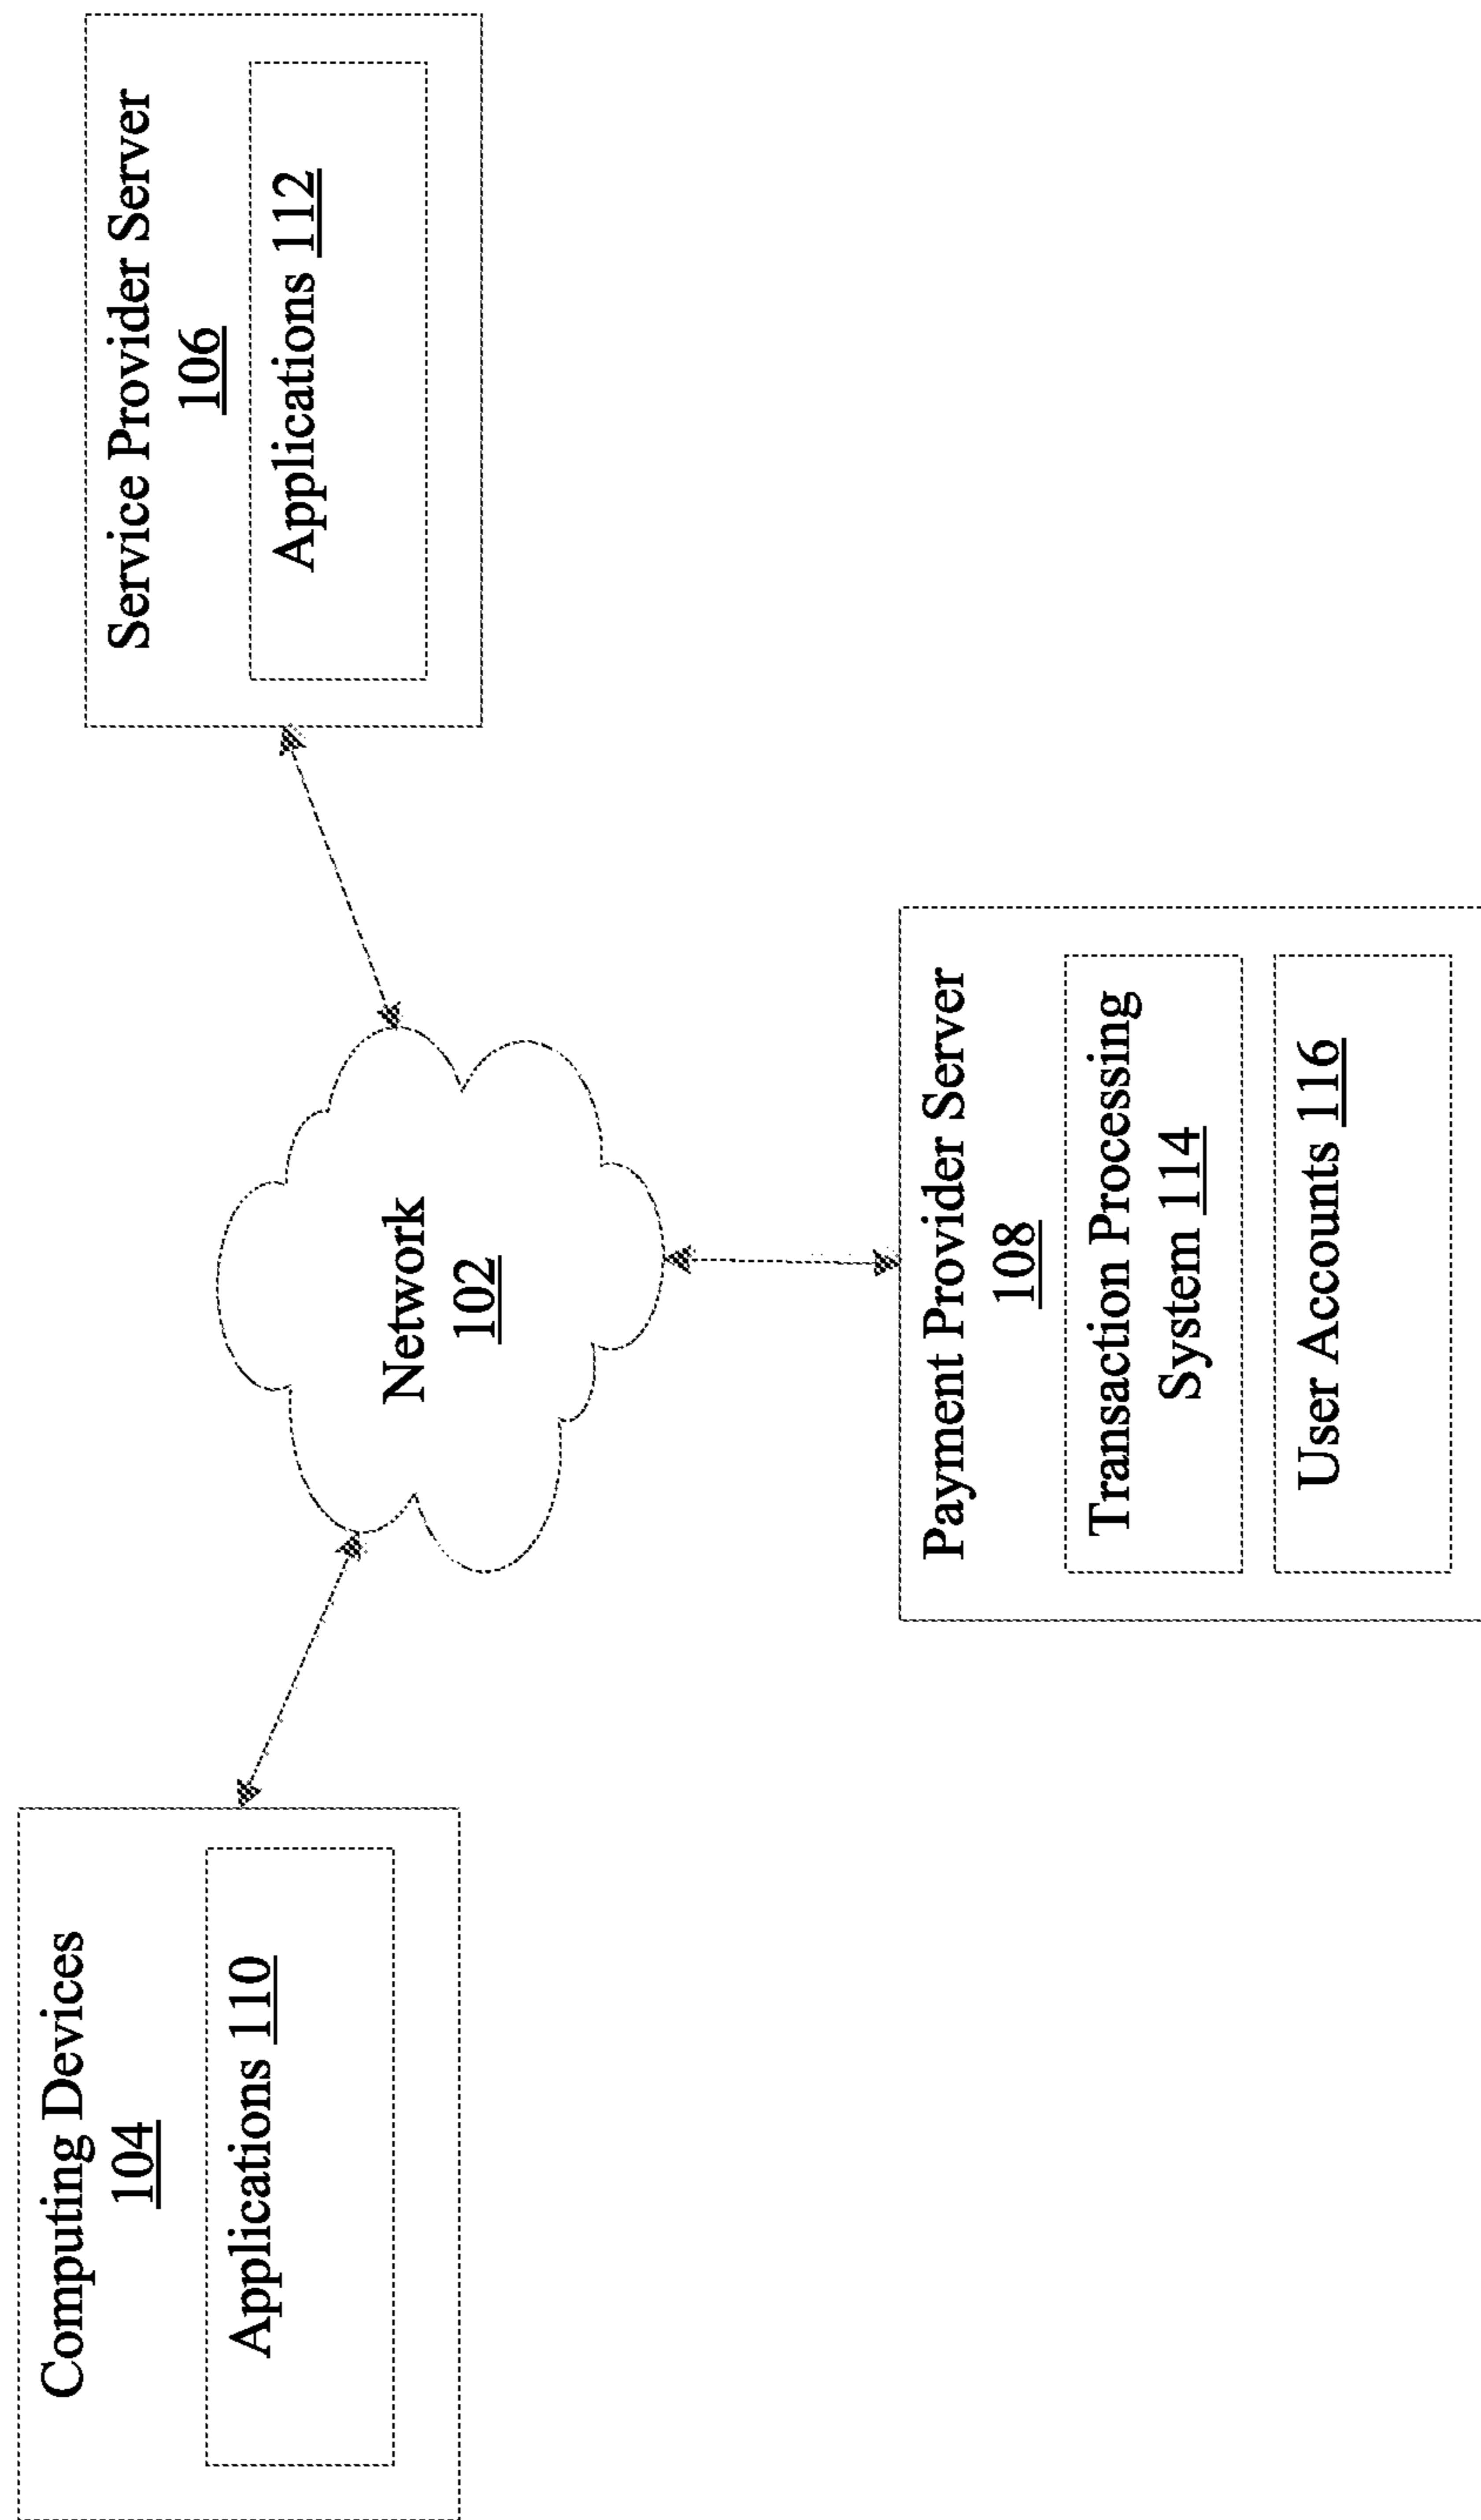 Computing Devices
104
Applications 110
Network
102
Service Provider Server
106
Applications 112
Payment Provider Server
108
Transaction Processing
System 114
User Accounts 116